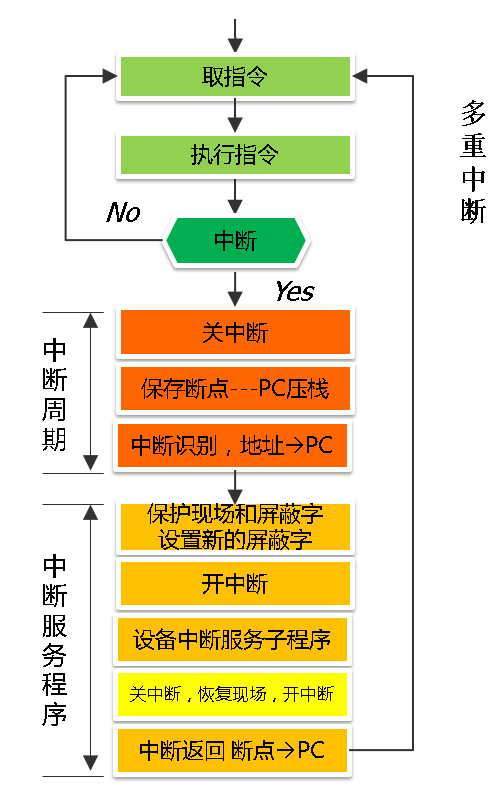 取指令
多重中断
执行指令
No
中断
Yes
关中断
中断周期
保存断点---PC压栈
中断识别，地址→PC
保护现场和屏蔽字
设置新的屏蔽字
中断服务程序
开中断
设备中断服务子程序
关中断，恢复现场，开中断
中断返回 断点→PC